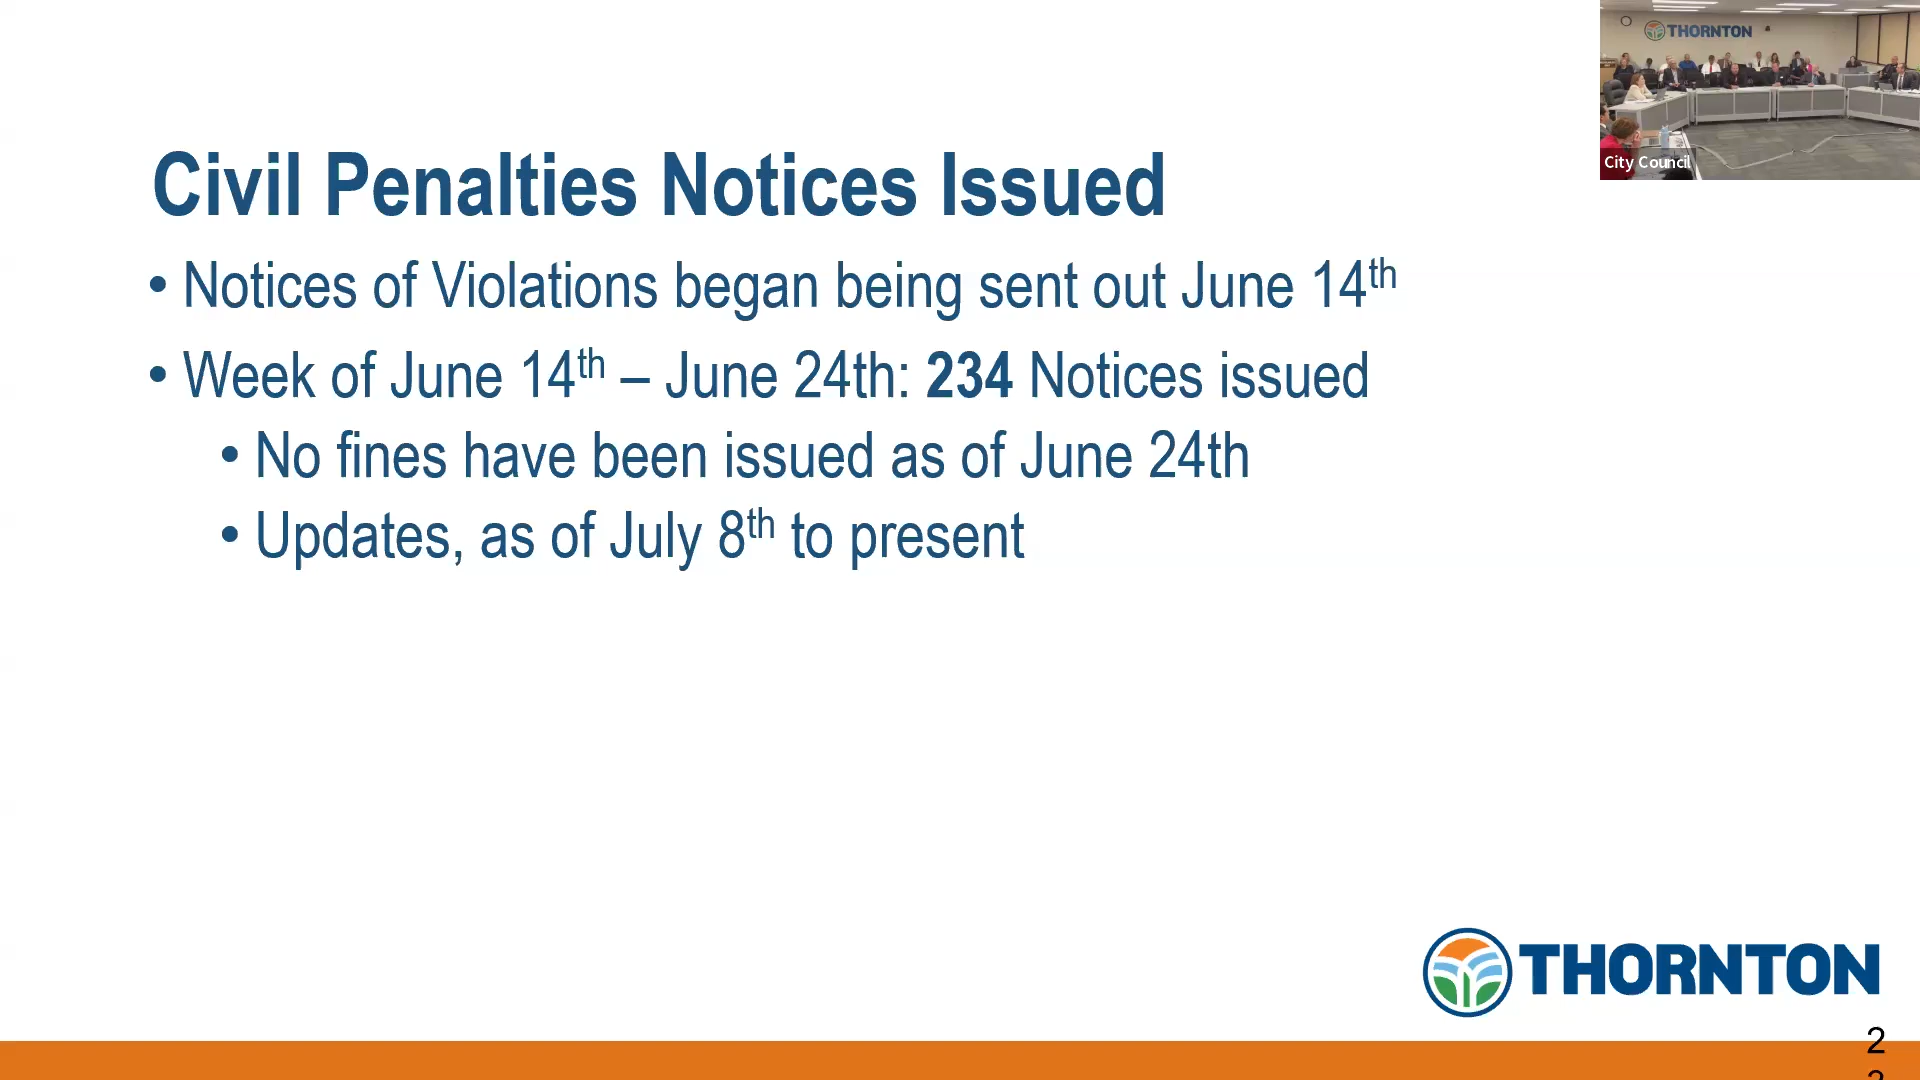 THORNTON
City Council
Civil Penalties Notices Issued
• Notices of Violations began being sent out June 14th
• Week of June 14th – June 24th: 234 Notices issued
• No fines have been issued as of June 24th
• Updates, as of July 8th to present
THORNTON
2